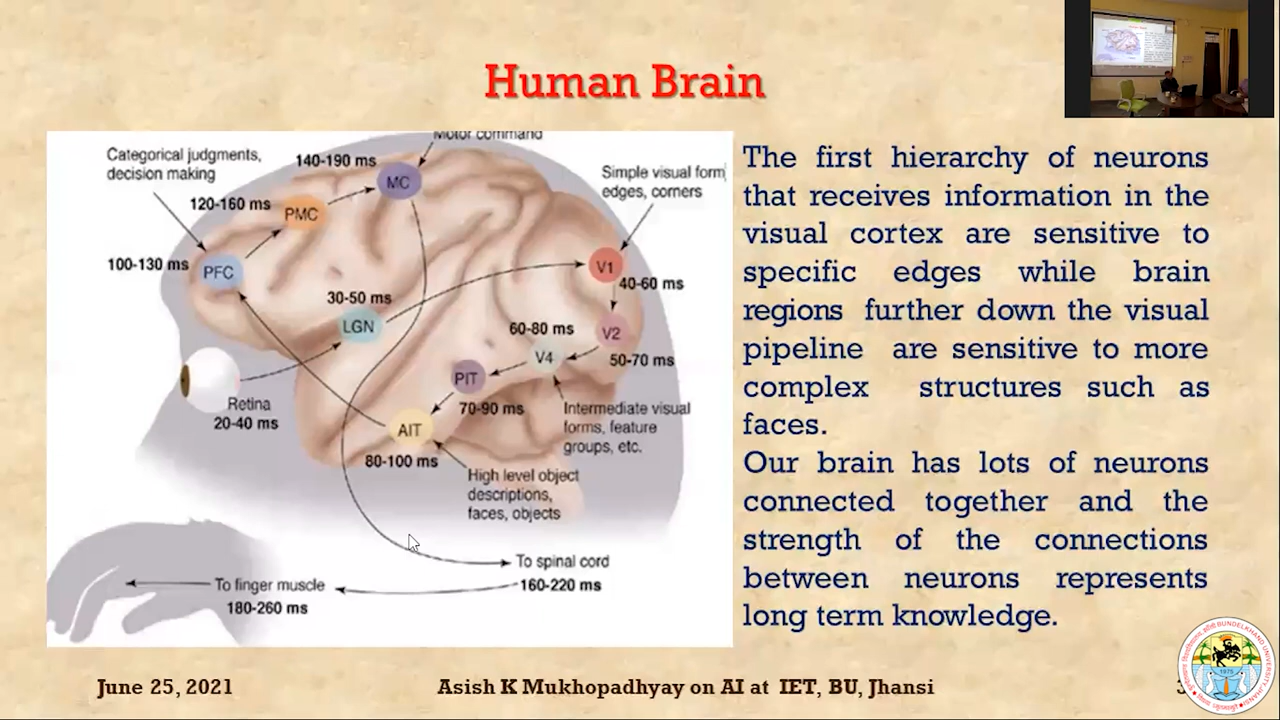 Human Brain
Motor command
Categorical judgments,
decision making
140-190 ms
MC
Simple visual form
edges, corners
120-160 ms
PMC
100-130 ms
PFC
V1
40-60 ms
30-50 ms
LGN
60-80 ms
V2
V4
50-70 ms
PIT
70-90 ms
Retina
20-40 ms
Intermediate visual
forms, feature
groups, etc.
AIT
80-100 ms
High level object
descriptions,
faces, objects
To spinal cord
160-220 ms
To finger muscle
180-260 ms
The first hierarchy of neurons
that receives information in the
visual cortex are sensitive to
specific edges while brain
regions further down the visual
pipeline are sensitive to more
complex structures such as
faces.
Our brain has lots of neurons
connected together and the
strength of the connections
between neurons represents
long term knowledge.
June 25, 2021
Asish K Mukhopadhyay on AI at IET, BU, Jhansi
BUNDELKHAND UNIVERSITY JHANSI
1975